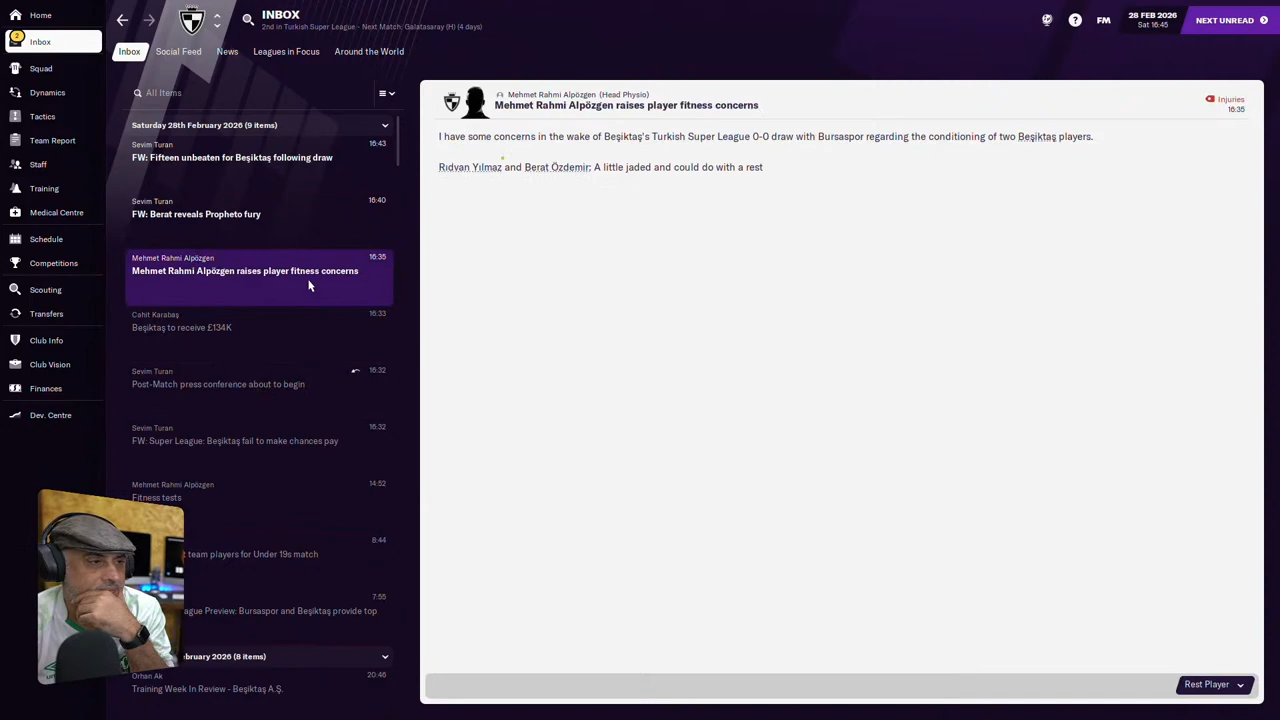 Home
2
Inbox
Squad
Dynamics
Tactics
Team Report
Staff
Training
Medical Centre
Schedule
Competitions
Scouting
Transfers
Club Info
Club Vision
Finances
Dev. Centre
INBOX
2nd in Turkish Super League - Next Match: Galatasaray (H) (4 days)
?
FM
28 FEB 2026
Sat 16:45
NEXT UNREAD
Inbox
Social Feed
News
Leagues in Focus
Around the World
All Items
Saturday 28th February 2026 (9 items)
Sevim Turan
16:43
FW: Fifteen unbeaten for Beşiktaş following draw
Sevim Turan
16:40
FW: Berat reveals Propheto fury
Mehmet Rahmi Alpözgen
16:35
Mehmet Rahmi Alpözgen raises player fitness concerns
Cahit Karabaş
16:33
Beşiktaş to receive £134K
Sevim Turan
16:32
Post-Match press conference about to begin
Sevim Turan
16:32
FW: Super League: Beşiktaş fail to make chances pay
Mehmet Rahmi Alpözgen
14:52
Fitness tests
8:44
t team players for Under 19s match
7:55
ague Preview: Bursaspor and Beşiktaş provide top
bruary 2026 (8 items)
Orhan Ak
20:46
Training Week In Review - Beşiktaş A.Ş.
Mehmet Rahmi Alpözgen (Head Physio)
Mehmet Rahmi Alpözgen raises player fitness concerns
Injuries
16:35
I have some concerns in the wake of Beşiktaş's Turkish Super League 0-0 draw with Bursaspor regarding the conditioning of two Beşiktaş players.
Rıdvan Yılmaz and Berat Özdemir; A little jaded and could do with a rest
Rest Player